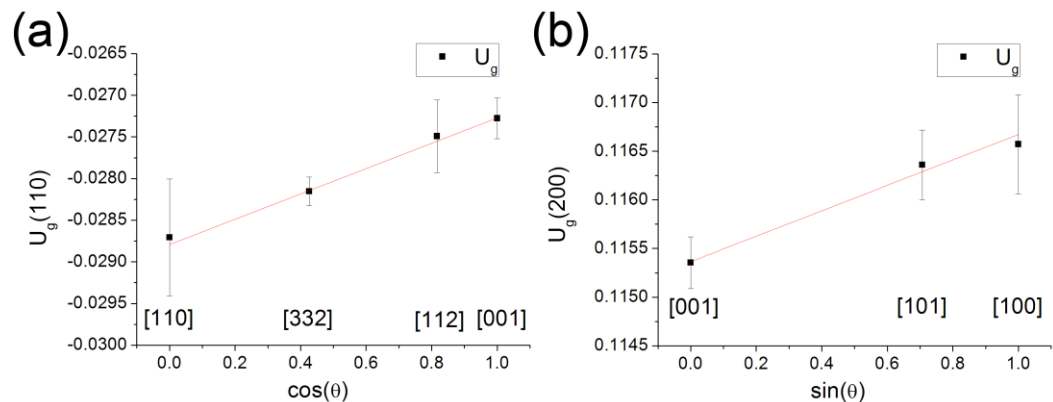 (a)
U_g
-0.0265
-0.0270
-0.0275
-0.0280
-0.0285
-0.0290
-0.0295
-0.0300
U_g(110)
[110] [332] [112] [001]
0.0 0.2 0.4 0.6 0.8 1.0
cos(θ)
(b)
U_g
0.1175
0.1170
0.1165
0.1160
0.1155
0.1150
0.1145
U_g(200)
[001] [101] [100]
0.0 0.2 0.4 0.6 0.8 1.0
sin(θ)